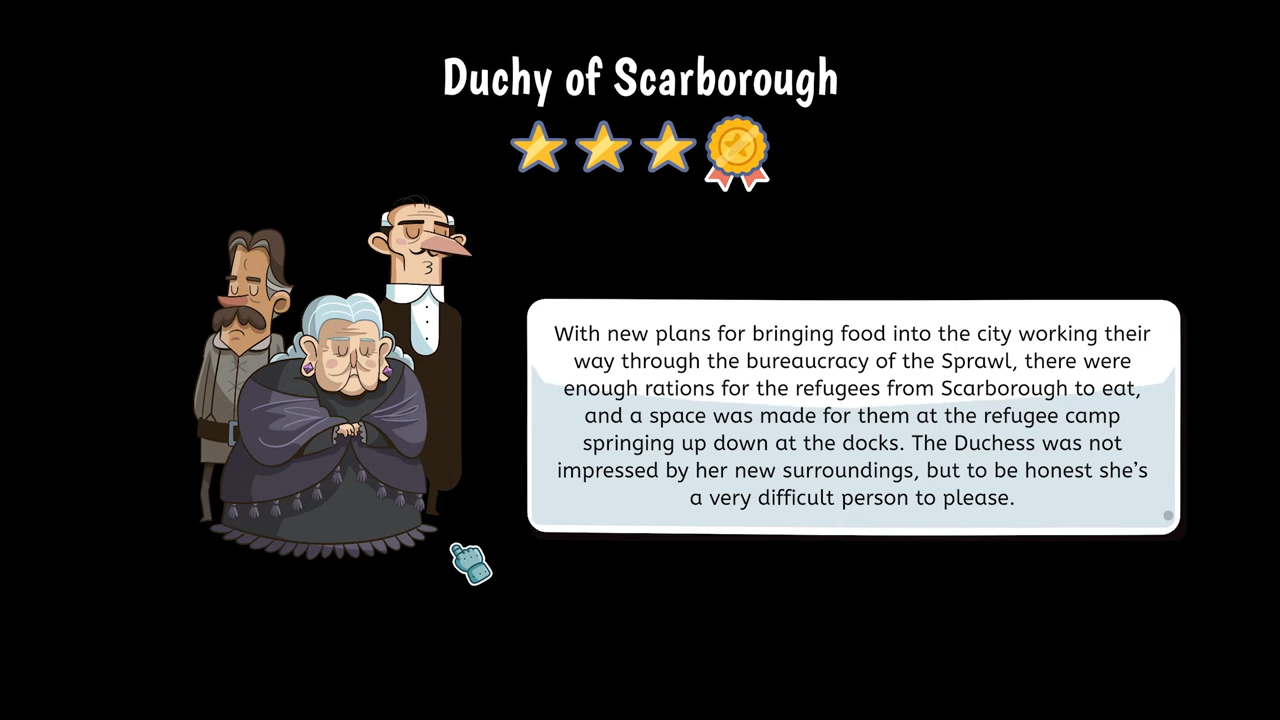 Duchy of Scarborough
With new plans for bringing food into the city working their
way through the bureaucracy of the Sprawl, there were
enough rations for the refugees from Scarborough to eat,
and a space was made for them at the refugee camp
springing up down at the docks. The Duchess was not
impressed by her new surroundings, but to be honest she's
a very difficult person to please.